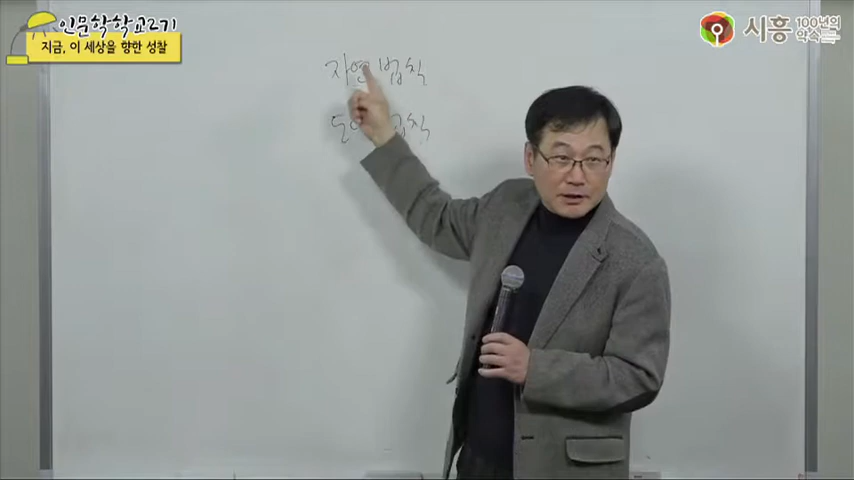 인문학학교2기
지금, 이 세상을 향한 성찰
시흥 100년의 약속
자연법칙